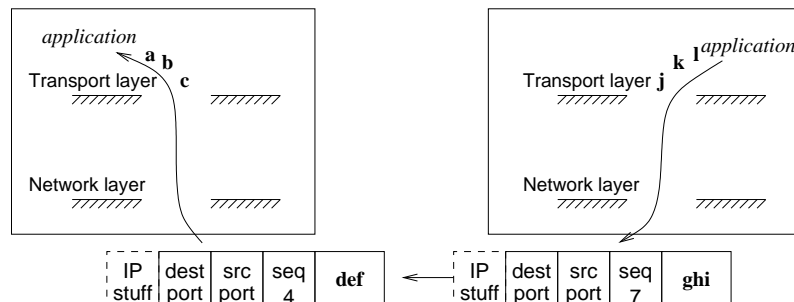 application
a
b
c
Transport layer
Network layer
l
application
k
Transport layer j
Network layer
IP stuff
dest port
src port
seq 4
def
IP stuff
dest port
src port
seq 7
ghi